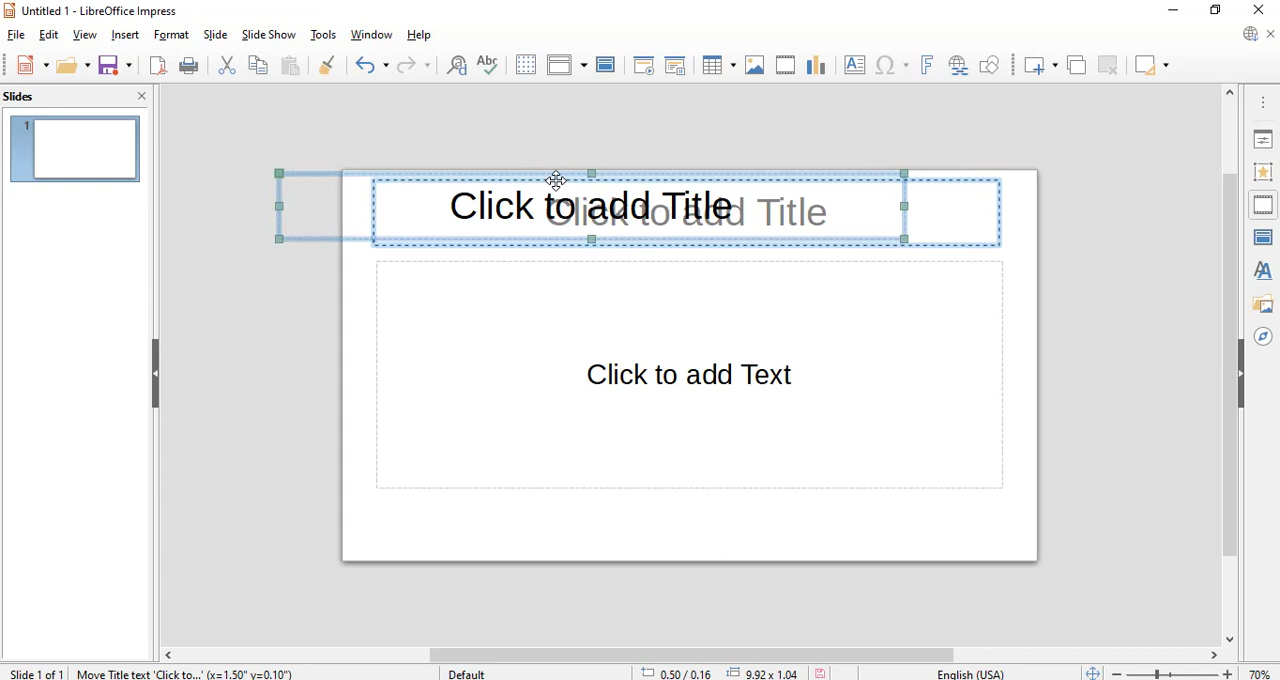 Untitled 1 - LibreOffice Impress
File Edit View Insert Format Slide Slide Show Tools Window Help
Slides
1
Click to add Title
Click to add Title
Click to add Text
Slide 1 of 1 Move Title text 'Click to...' (x=1.50" y=0.10") Default 0.50 / 0.16 9.92 x 1.04 English (USA) 70%